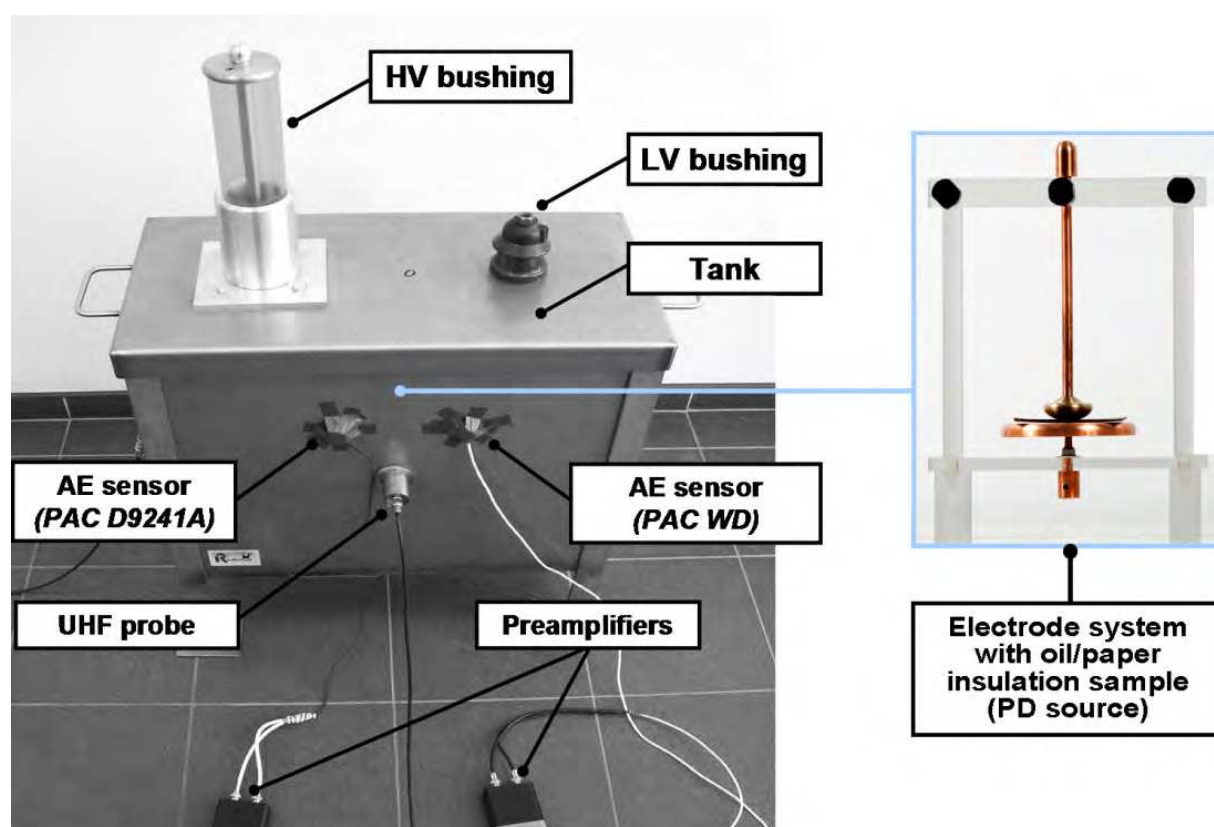 HV bushing
LV bushing
Tank
AE sensor
(PAC D9241A)
AE sensor
(PAC WD)
UHF probe
Preamplifiers
Electrode system
with oil/paper
insulation sample
(PD source)